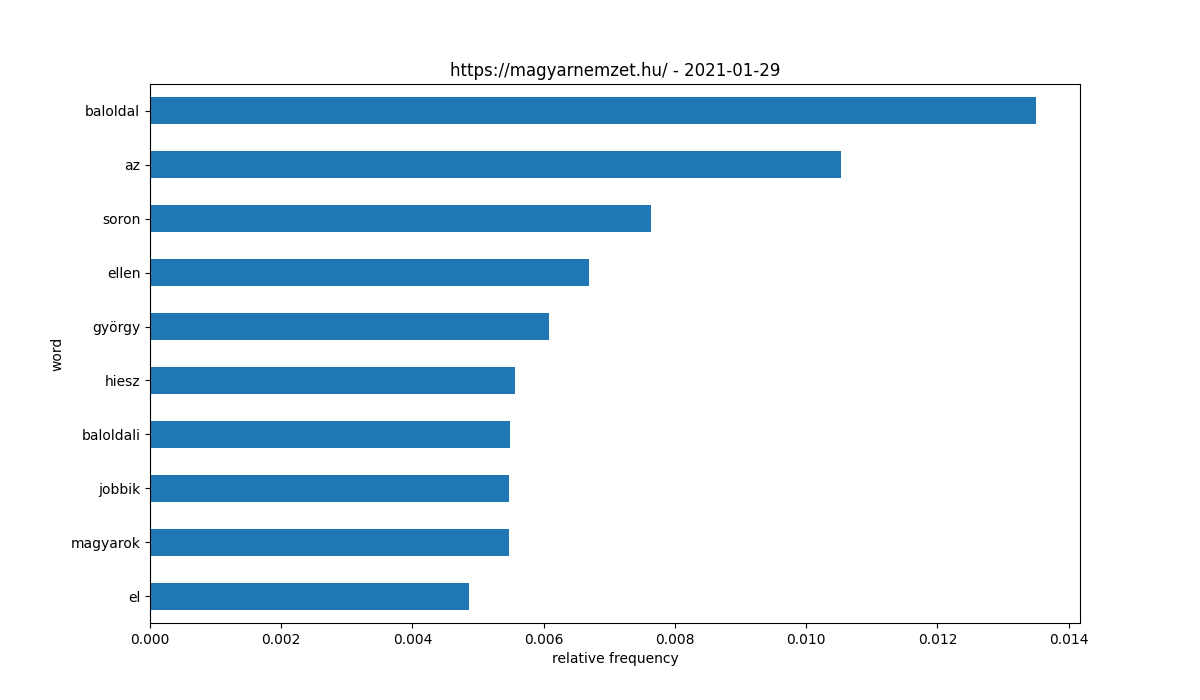 https://magyarnemzet.hu/ - 2021-01-29
baloldal
az
soron
ellen
györgy
hiesz
baloldali
jobbik
magyarok
el
word
0.000 0.002 0.004 0.006 0.008 0.010 0.012 0.014
relative frequency